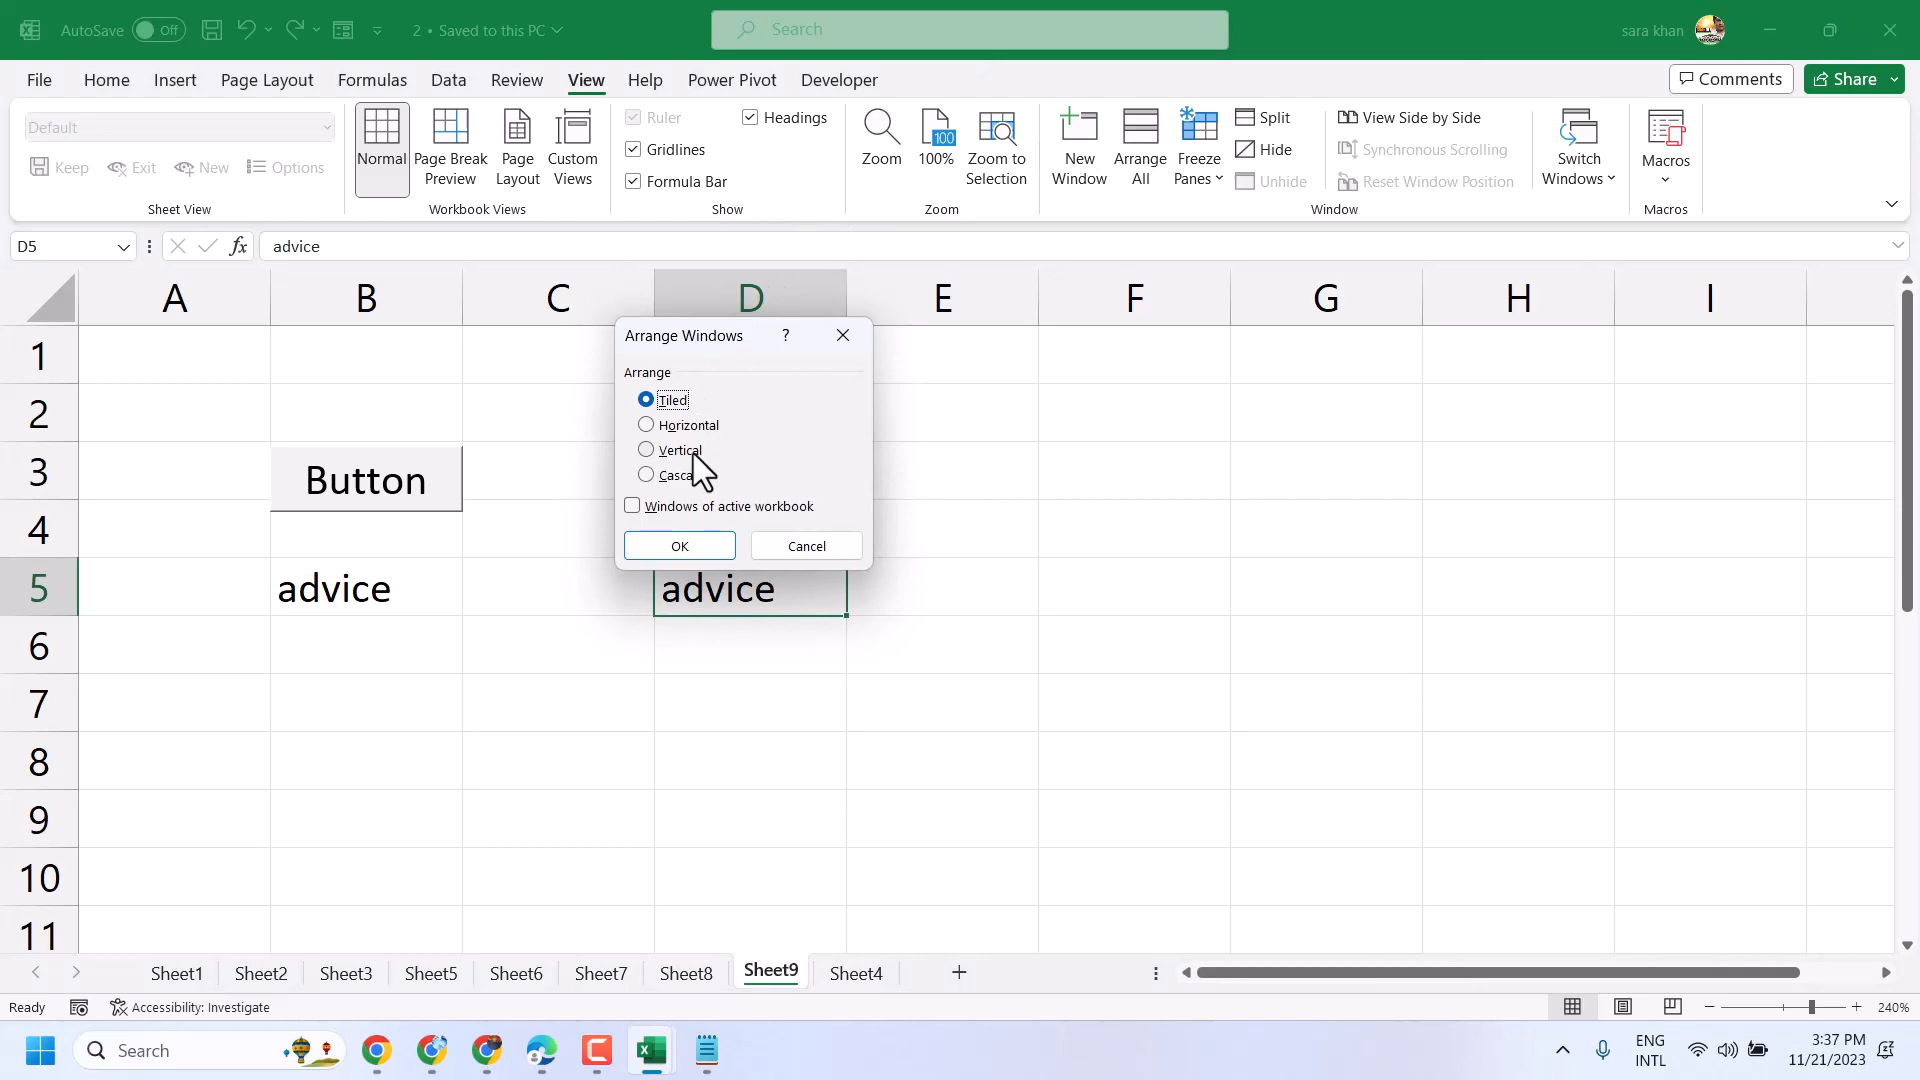 AutoSave Off 2 • Saved to this PC Search sara khan
File Home Insert Page Layout Formulas Data Review View Help Power Pivot Developer Comments Share
Default
Keep Exit New Options
Sheet View
Normal Page Break Preview Page Layout Custom Views
Workbook Views
Ruler Headings
Gridlines
Formula Bar
Show
Zoom 100% Zoom to Selection
100
Zoom
New Window Arrange All Freeze Panes
Split
Hide
Unhide
View Side by Side
Synchronous Scrolling
Reset Window Position
Switch Windows
Window
Macros
Macros
D5 fx advice
A B C D E F G H I
Arrange Windows ?
Arrange
Tiled
Horizontal
Vertical
Windows of active workbook
OK Cancel
1
2
3 Button
4
5 advice advice
6
7
8
9
10
11
Sheet1 Sheet2 Sheet3 Sheet5 Sheet6 Sheet7 Sheet8 Sheet9 Sheet4 +
Ready Accessibility: Investigate 240%
Search ENG INTL 3:37 PM 11/21/2023